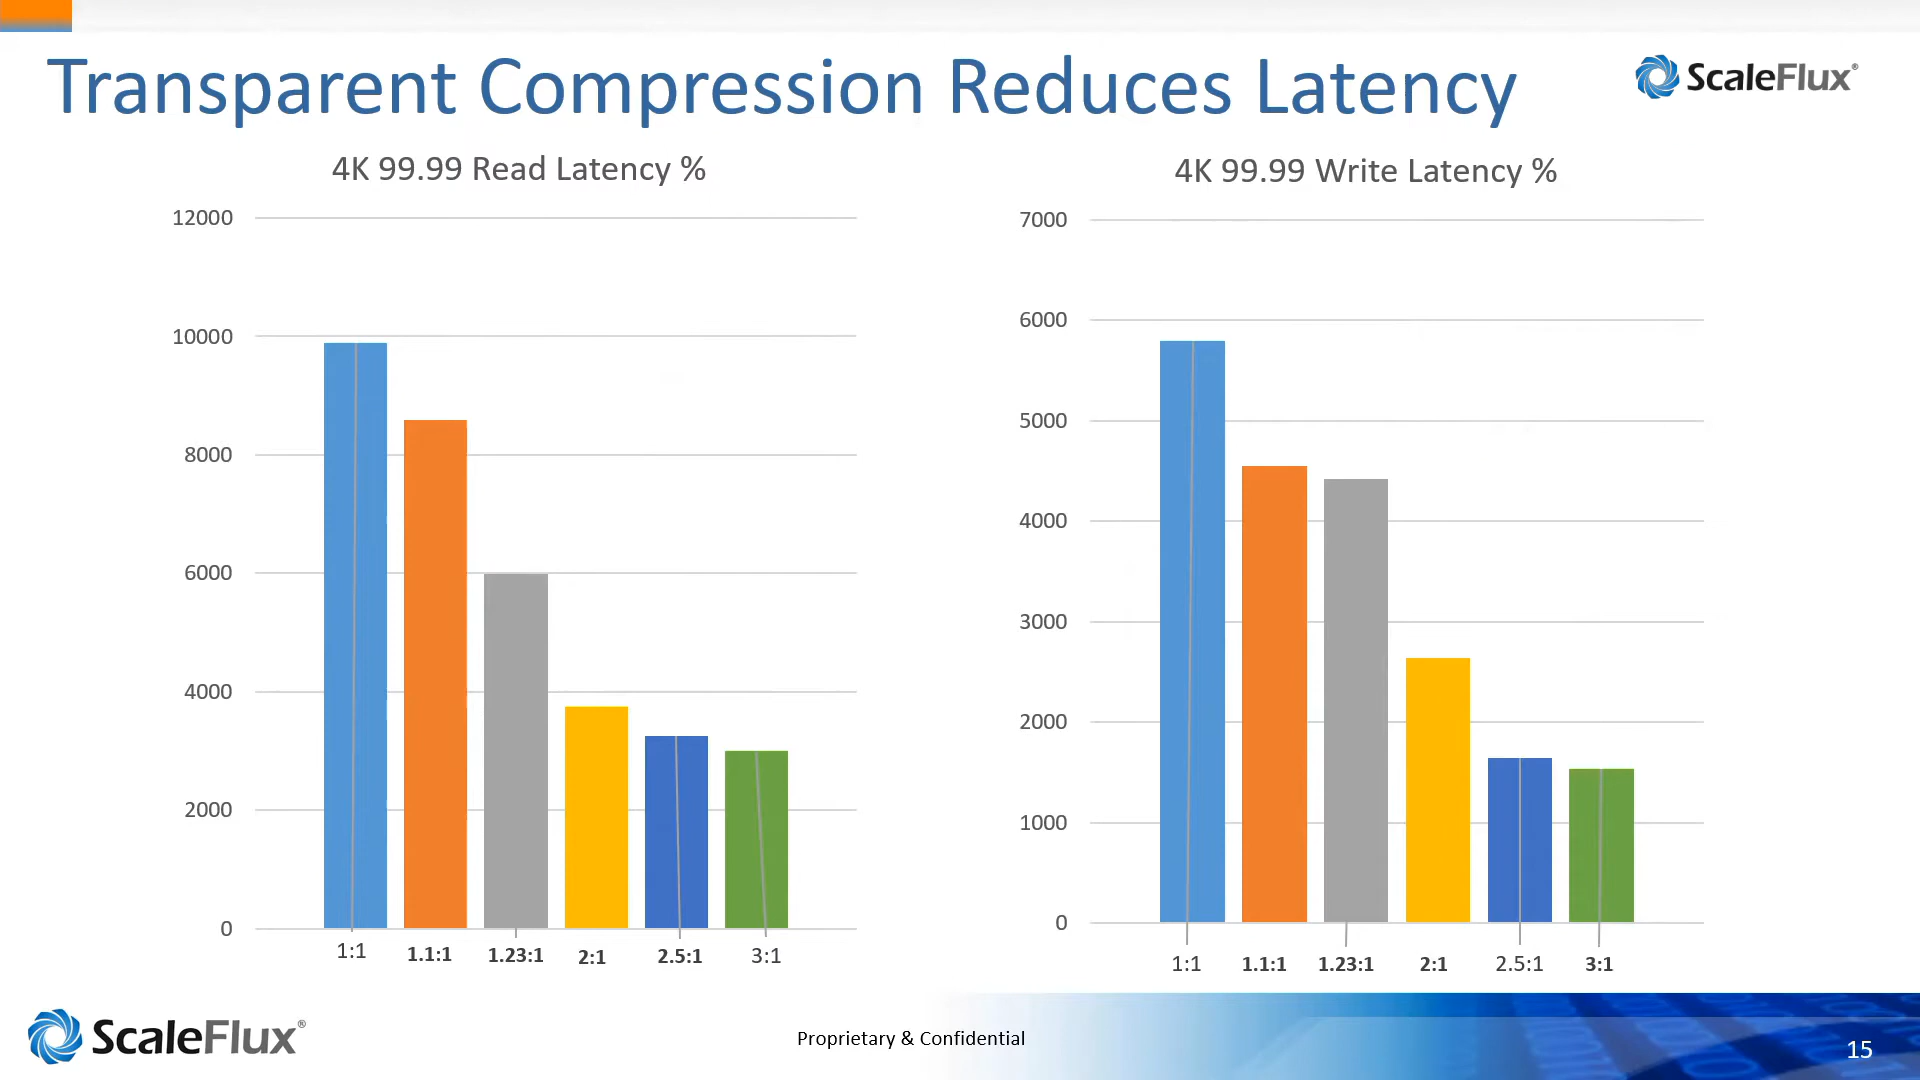 Transparent Compression Reduces Latency
ScaleFlux®
4K 99.99 Read Latency %
12000
10000
8000
6000
4000
2000
0
1:1 1.1:1 1.23:1 2:1 2.5:1 3:1
4K 99.99 Write Latency %
7000
6000
5000
4000
3000
2000
1000
0
1:1 1.1:1 1.23:1 2:1 2.5:1 3:1
ScaleFlux®
Proprietary & Confidential
15